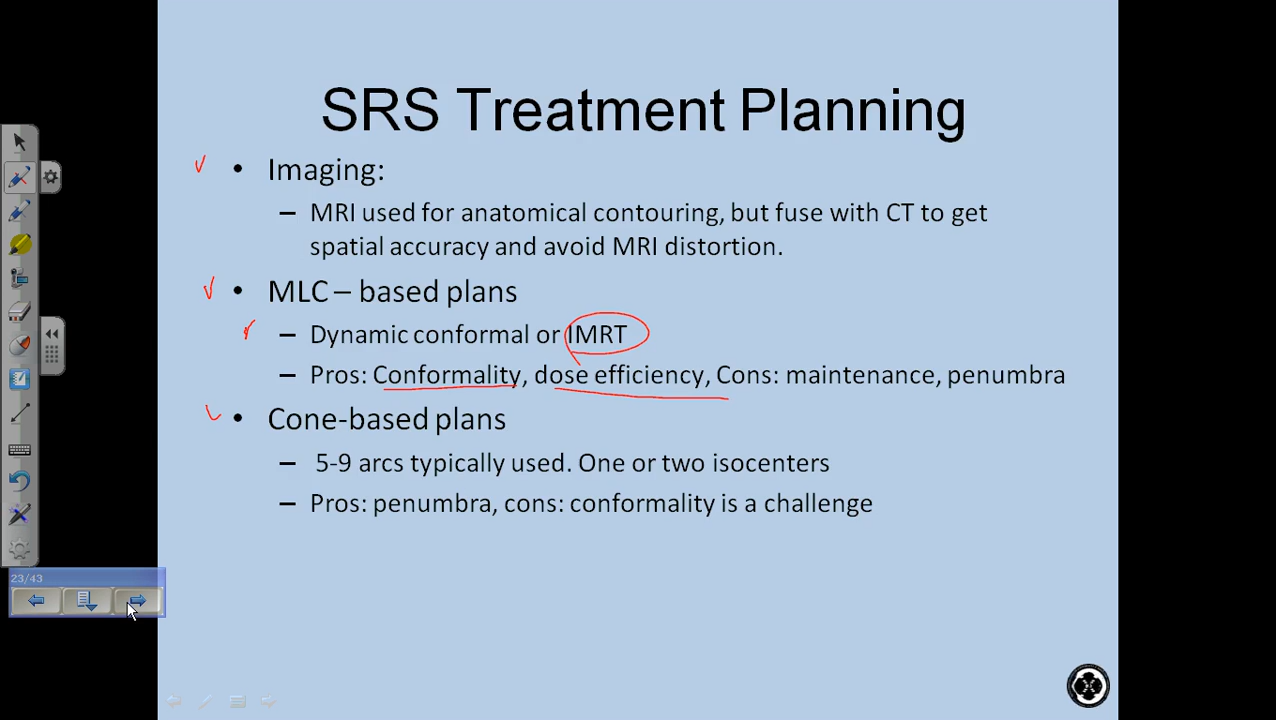 SRS Treatment Planning
• Imaging:
– MRI used for anatomical contouring, but fuse with CT to get
spatial accuracy and avoid MRI distortion.
• MLC – based plans
– Dynamic conformal or IMRT
– Pros: Conformality, dose efficiency, Cons: maintenance, penumbra
• Cone-based plans
– 5-9 arcs typically used. One or two isocenters
– Pros: penumbra, cons: conformality is a challenge
23/43